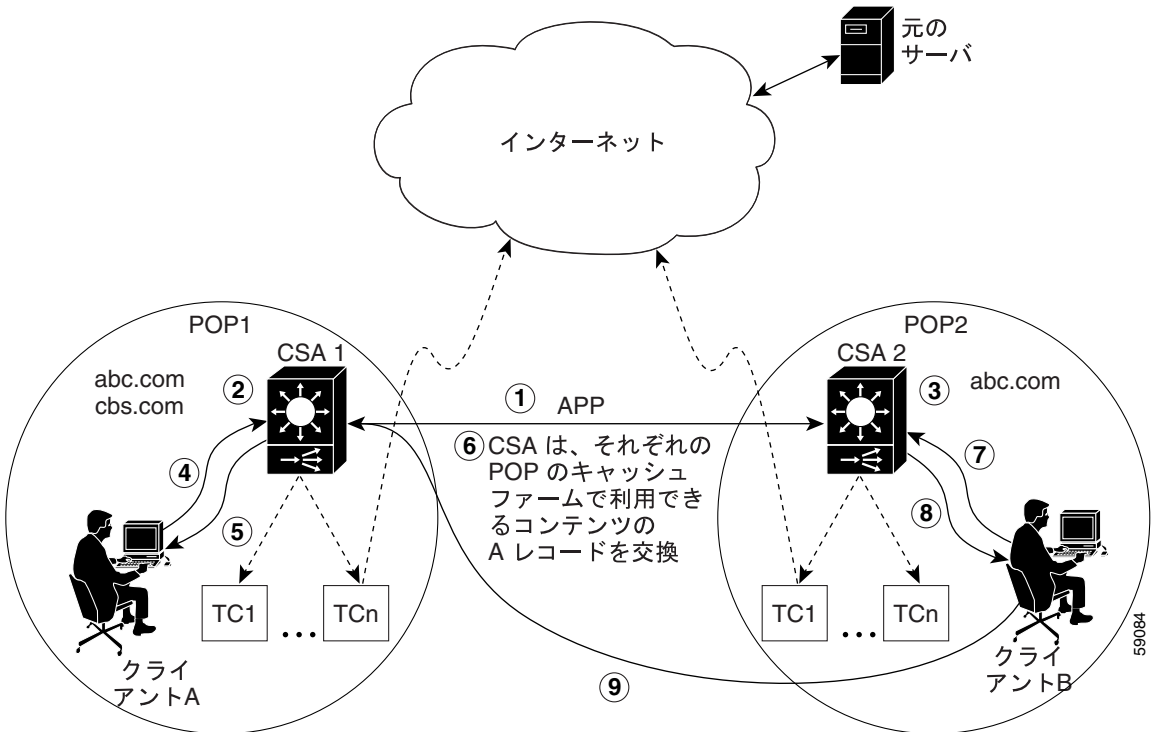 元の
サーバ
インターネット
POP1
POP2
CSA 1
CSA 2
abc.com
cbs.com
②
①
APP
③
abc.com
⑥ CSA は、それぞれの
POP のキャッシュ
ファームで利用でき
るコンテンツの
A レコードを交換
④
⑤
⑦
⑧
TC1
...
TCn
TC1
...
TCn
クライ
アントA
クライ
アントB
⑨
59084